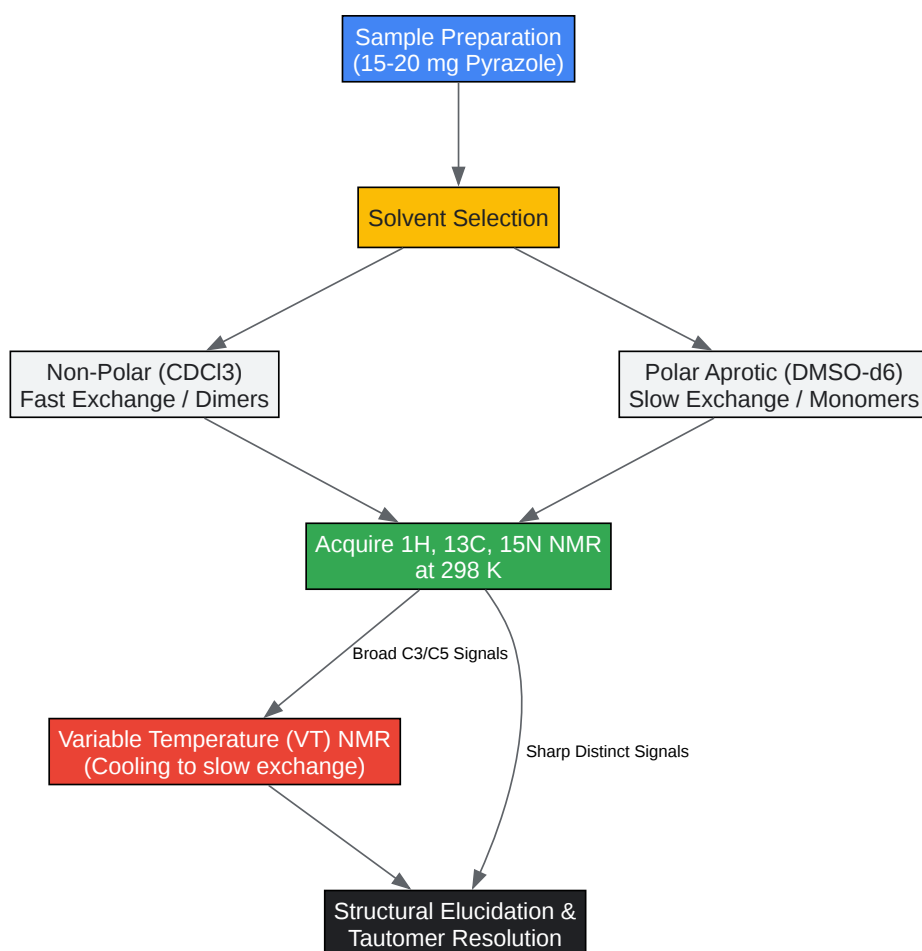 Sample Preparation
(15-20 mg Pyrazole)
Solvent Selection
Non-Polar (CDCl3)
Fast Exchange / Dimers
Polar Aprotic (DMSO-d6)
Slow Exchange / Monomers
Acquire 1H, 13C, 15N NMR
at 298 K
Broad C3/C5 Signals
Variable Temperature (VT) NMR
(Cooling to slow exchange)
Sharp Distinct Signals
Structural Elucidation &
Tautomer Resolution